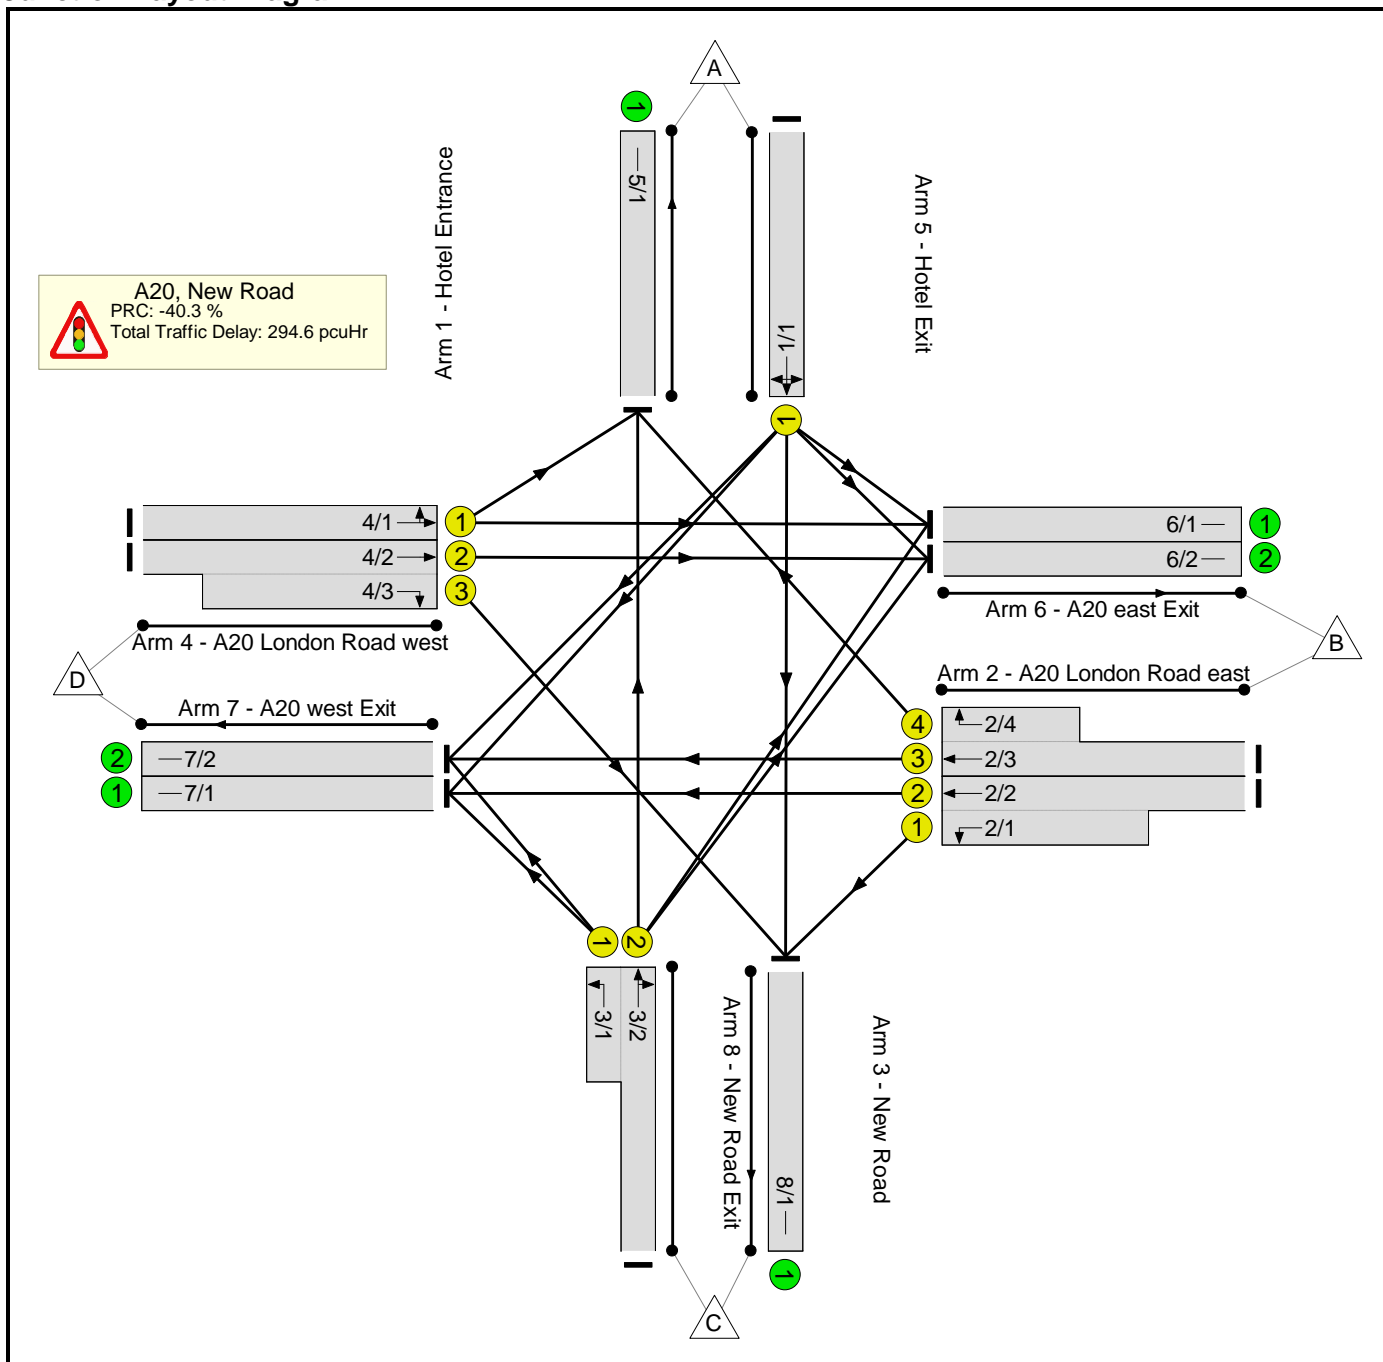 A
1
5/1
Arm 1 - Hotel Entrance
1/1
Arm 5 - Hotel Exit
1
A20, New Road
PRC: -40.3 %
Total Traffic Delay: 294.6 pcuHr
4/1
1
4/2
2
4/3
3
6/1
1
6/2
2
Arm 4 - A20 London Road west
Arm 6 - A20 east Exit
D
B
Arm 7 - A20 west Exit
Arm 2 - A20 London Road east
2
7/2
1
7/1
4
2/4
3
2/3
2
2/2
1
2/1
1
2
3/1
3/2
Arm 8 - New Road Exit
8/1
Arm 3 - New Road
1
C